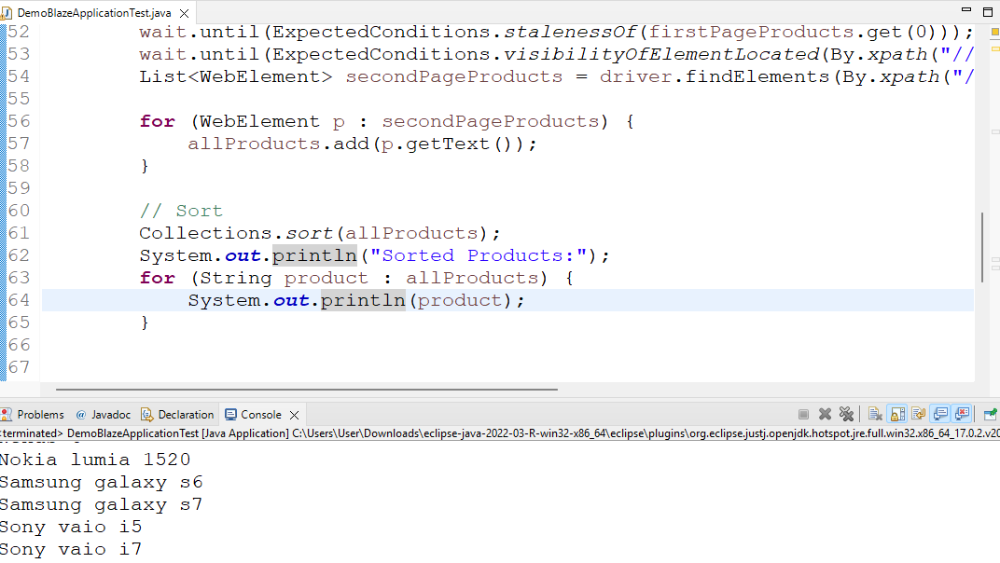 DemoBlazeApplicationTest.java
52 wait.until(ExpectedConditions.stalenessOf(firstPageProducts.get(0)));
53 wait.until(ExpectedConditions.visibilityOfElementLocated(By.xpath("//
54 List<WebElement> secondPageProducts = driver.findElements(By.xpath("/
55
56 for (WebElement p : secondPageProducts) {
57 allProducts.add(p.getText());
58 }
59
60 // Sort
61 Collections.sort(allProducts);
62 System.out.println("Sorted Products:");
63 for (String product : allProducts) {
64 System.out.println(product);
65 }
66
67
Problems @ Javadoc Declaration Console
<terminated> DemoBlazeApplicationTest [Java Application] C:\Users\User\Downloads\eclipse-java-2022-03-R-win32-x86_64\eclipse\plugins\org.eclipse.justj.openjdk.hotspot.jre.full.win32.x86_64_17.0.2.v20
Nokia lumia 1520
Samsung galaxy s6
Samsung galaxy s7
Sony vaio i5
Sony vaio i7